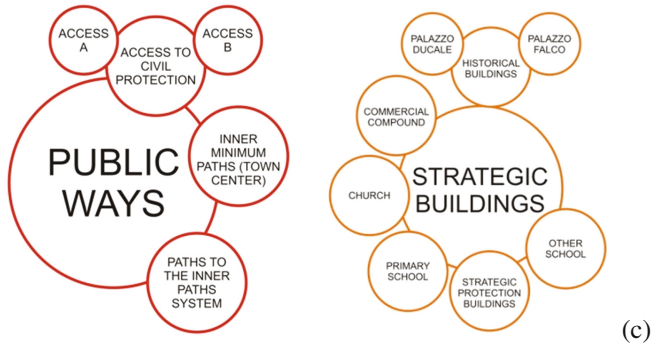 ACCESS
A
ACCESS TO
CIVIL
PROTECTION
ACCESS
B
INNER
MINIMUM
PATHS (TOWN
CENTER)
PUBLIC
WAYS
PATHS TO
THE INNER
PATHS
SYSTEM
PALAZZO
DUCALE
HISTORICAL
BUILDINGS
PALAZZO
FALCO
COMMERCIAL
COMPOUND
STRATEGIC
BUILDINGS
CHURCH
OTHER
SCHOOL
PRIMARY
SCHOOL
STRATEGIC
PROTECTION
BUILDINGS
(c)